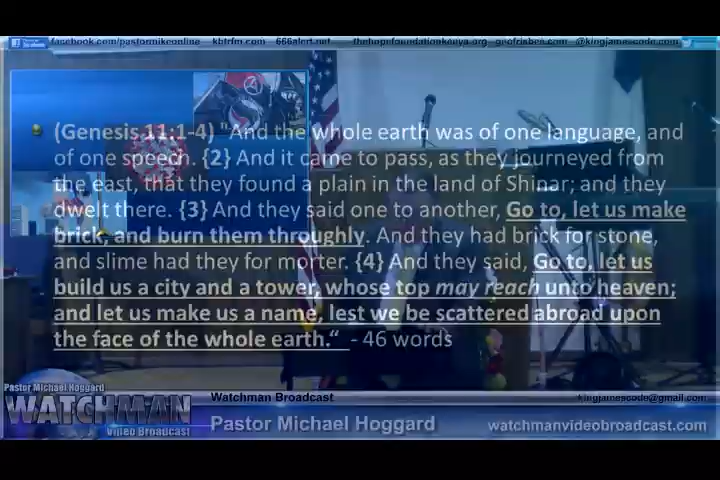 facebook.com/pastormikeonline kbtrfm.com 666alert.net thehopefoundationkenya.org geofrisbee.com @kingjamescode.com
• (Genesis 11:1-4) "And the whole earth was of one language, and
of one speech. {2} And it came to pass, as they journeyed from
the east, that they found a plain in the land of Shinar; and they
dwelt there. {3} And they said one to another, Go to, let us make
brick, and burn them throughly. And they had brick for stone,
and slime had they for morter. {4} And they said, Go to, let us
build us a city and a tower, whose top may reach unto heaven;
and let us make us a name, lest we be scattered abroad upon
the face of the whole earth.“ - 46 words
Pastor Michael Hoggard
WATCHMAN
Video Broadcast
Watchman Broadcast
kingjamescode@gmail.com
Pastor Michael Hoggard
watchmanvideobroadcast.com